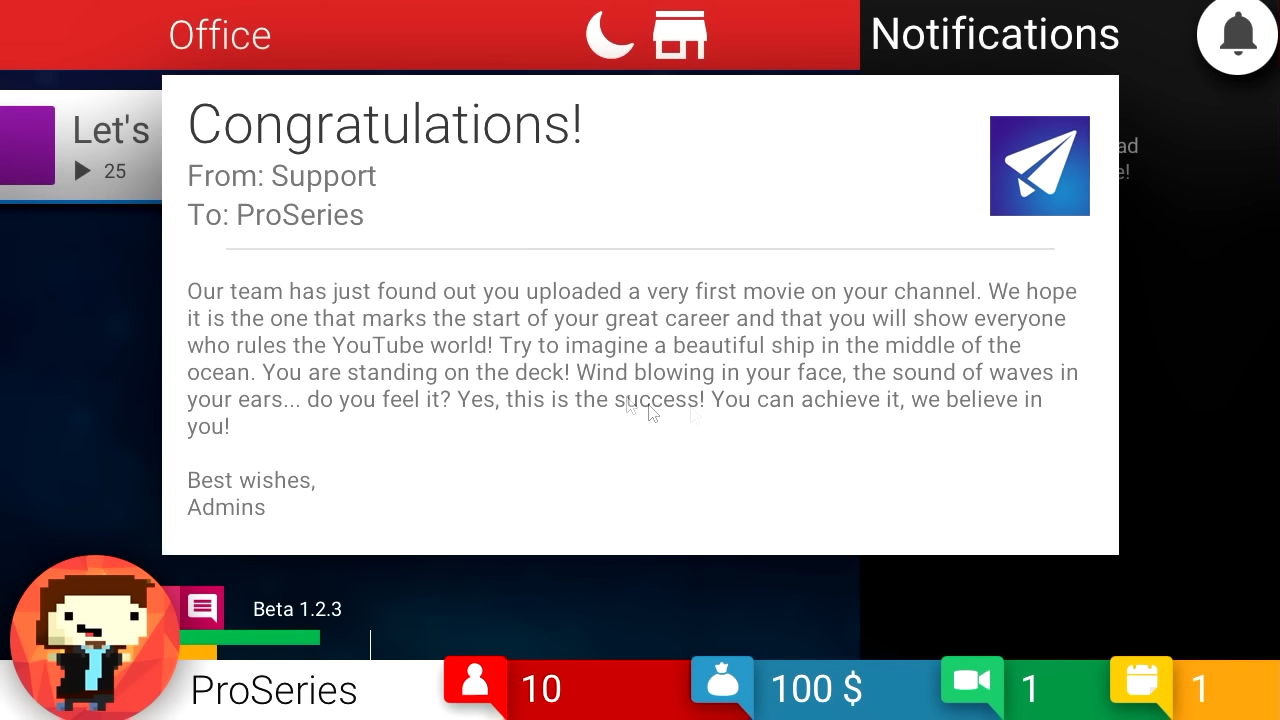 Office
Notifications
Let's
25
ad
e!
Congratulations!
From: Support
To: ProSeries
Our team has just found out you uploaded a very first movie on your channel. We hope
it is the one that marks the start of your great career and that you will show everyone
who rules the YouTube world! Try to imagine a beautiful ship in the middle of the
ocean. You are standing on the deck! Wind blowing in your face, the sound of waves in
your ears... do you feel it? Yes, this is the success! You can achieve it, we believe in
you!
Best wishes,
Admins
Beta 1.2.3
ProSeries
10
100 $
1
1